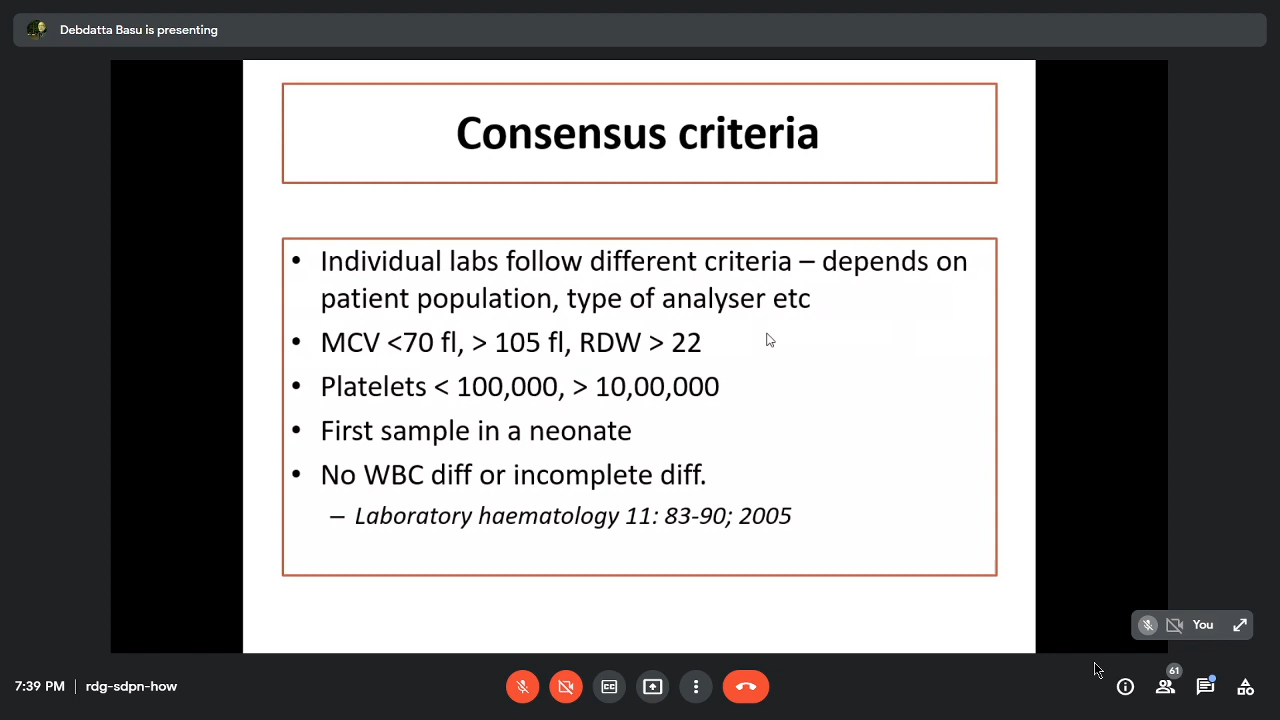 Debdatta Basu is presenting
Consensus criteria
• Individual labs follow different criteria – depends on
patient population, type of analyser etc
• MCV <70 fl, > 105 fl, RDW > 22
• Platelets < 100,000, > 10,00,000
• First sample in a neonate
• No WBC diff or incomplete diff.
– Laboratory haematology 11: 83-90; 2005
You
7:39 PM | rdg-sdpn-how
CC
61